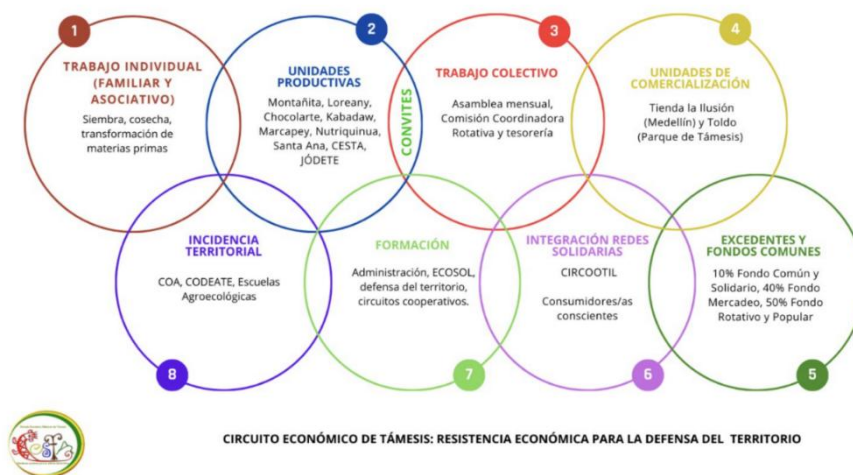 1
TRABAJO INDIVIDUAL
(FAMILIAR Y
ASOCIATIVO)
Siembra, cosecha,
transformación de
materias primas
2
UNIDADES
PRODUCTIVAS
Montañita, Loreany,
Chocolarte, Kabadaw,
Marcapey, Nutriquinua,
Santa Ana, CESTA,
JÓDETE
CONVITES
3
TRABAJO COLECTIVO
Asamblea mensual,
Comisión Coordinadora
Rotativa y tesorería
4
UNIDADES DE
COMERCIALIZACIÓN
Tienda la Ilusión
(Medellín) y Toldo
(Parque de Támesis)
INCIDENCIA
TERRITORIAL
COA, CODEATE, Escuelas
Agroecológicas
8
FORMACIÓN
Administración, ECOSOL,
defensa del territorio,
circuitos cooperativos.
7
INTEGRACIÓN REDES
SOLIDARIAS
CIRCOOTIL
Consumidores/as
conscientes
6
EXCEDENTES Y
FONDOS COMUNES
10% Fondo Común y
Solidario, 40% Fondo
Mercadeo, 50% Fondo
Rotativo y Popular
5
CIRCUITO ECONÓMICO DE TÁMESIS: RESISTENCIA ECONÓMICA PARA LA DEFENSA DEL TERRITORIO